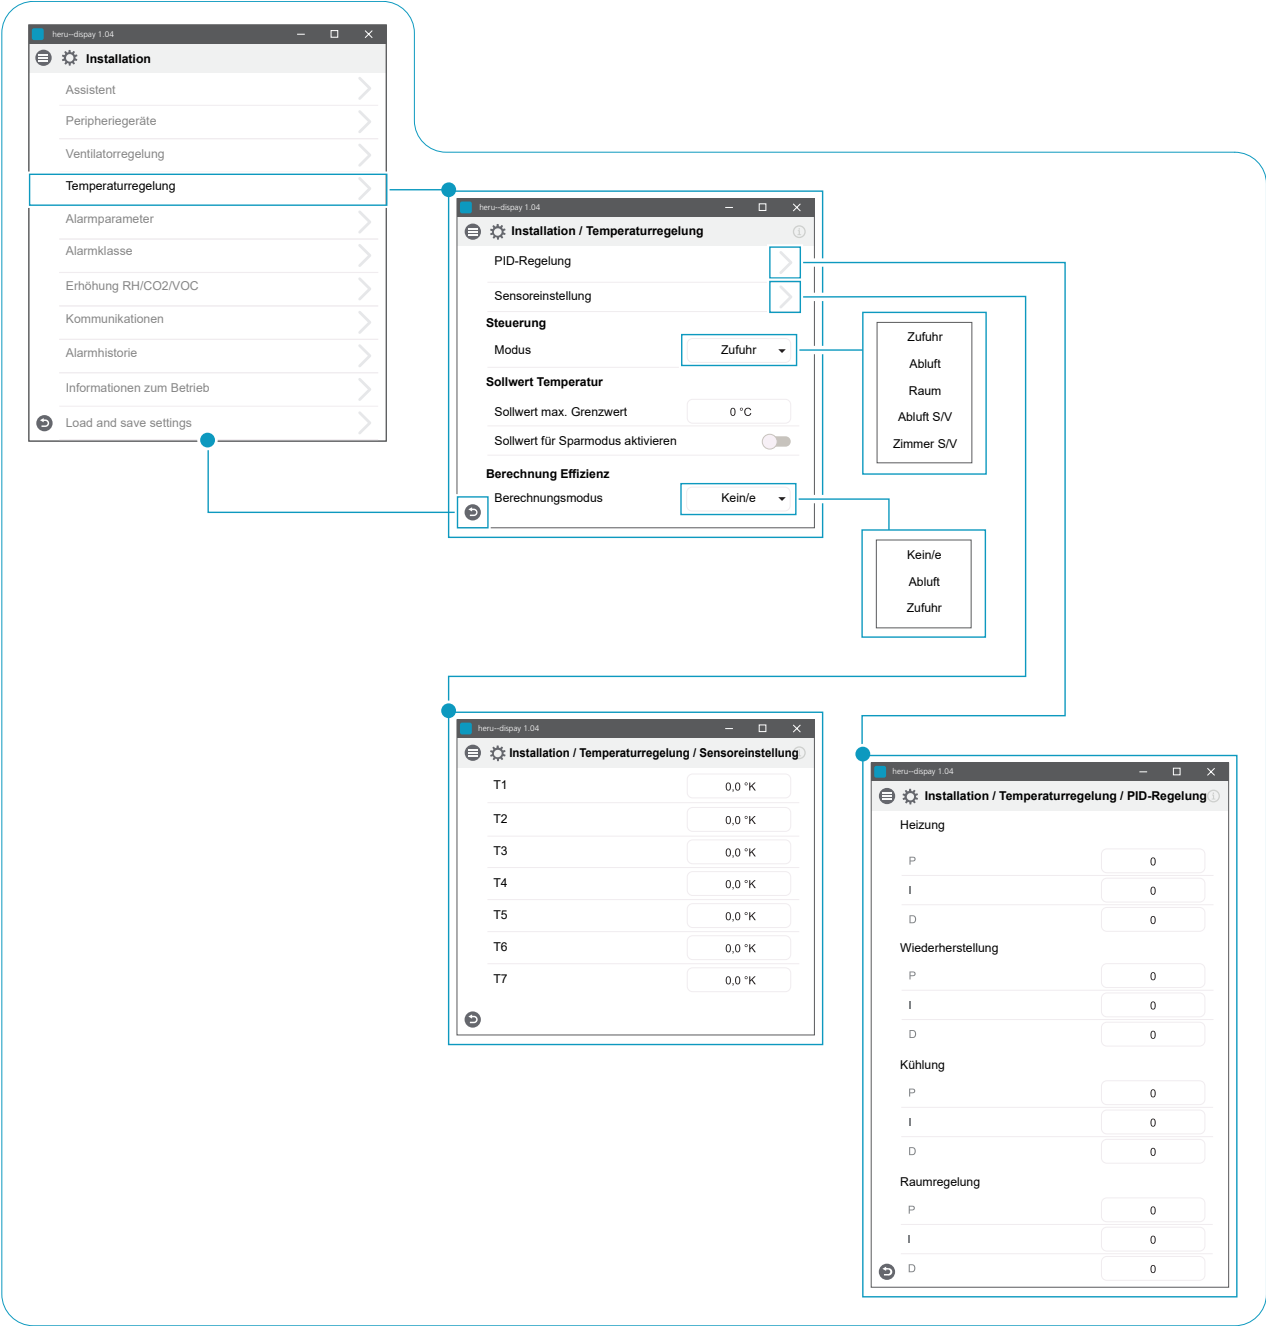 heru–dispay 1.04
Installation
Assistent
Peripheriegeräte
Ventilatorregelung
Temperaturregelung
Alarmparameter
Alarmklasse
Erhöhung RH/CO2/VOC
Kommunikationen
Alarmhistorie
Informationen zum Betrieb
Load and save settings
heru–dispay 1.04
Installation / Temperaturregelung
PID-Regelung
Sensoreinstellung
Steuerung
Modus Zufuhr
Sollwert Temperatur
Sollwert max. Grenzwert 0 °C
Sollwert für Sparmodus aktivieren
Berechnung Effizienz
Berechnungsmodus Kein/e
Zufuhr
Abluft
Raum
Abluft S/V
Zimmer S/V
Kein/e
Abluft
Zufuhr
heru–dispay 1.04
Installation / Temperaturregelung / Sensoreinstellung
T1 0,0 °K
T2 0,0 °K
T3 0,0 °K
T4 0,0 °K
T5 0,0 °K
T6 0,0 °K
T7 0,0 °K
heru–dispay 1.04
Installation / Temperaturregelung / PID-Regelung
Heizung
P 0
I 0
D 0
Wiederherstellung
P 0
I 0
D 0
Kühlung
P 0
I 0
D 0
Raumregelung
P 0
I 0
D 0